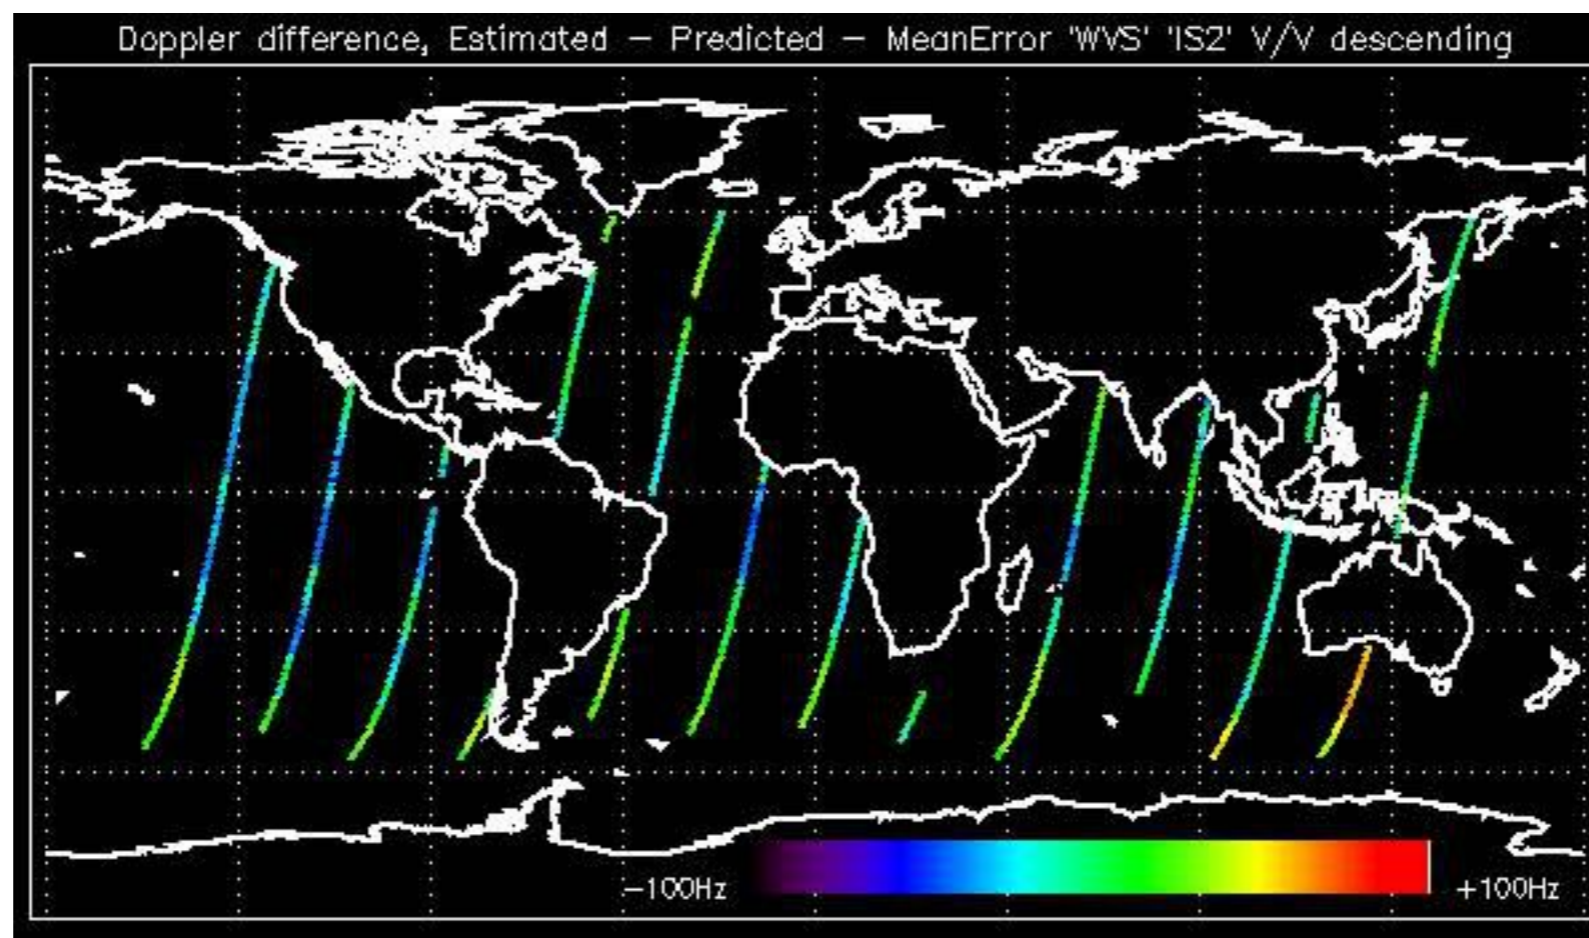 Doppler difference, Estimated − Predicted − MeanError 'WVS' 'IS2' V/V descending
−100Hz +100Hz